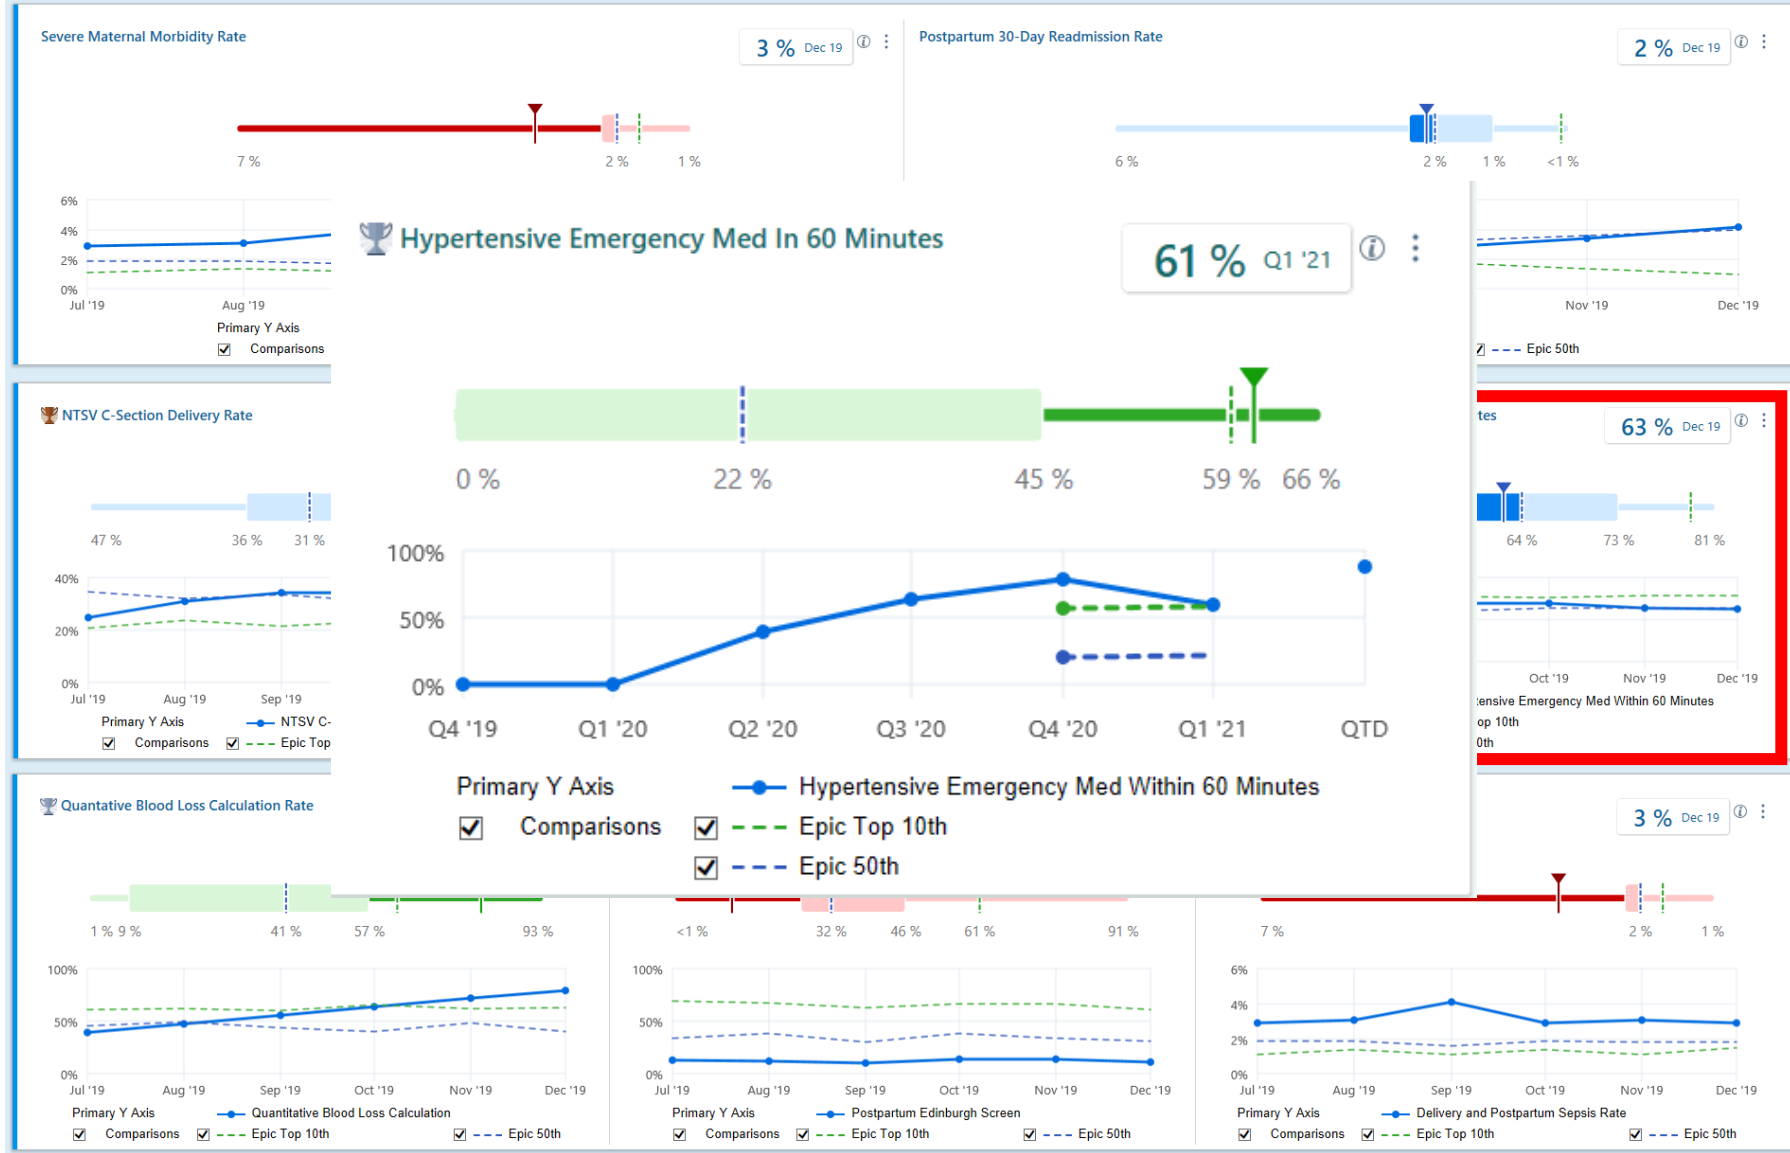 Severe Maternal Morbidity Rate
3 % Dec 19
7 % 2 % 1 %
6%
4%
2%
0%
Jul '19 Aug '19
Primary Y Axis
Comparisons
Postpartum 30-Day Readmission Rate
2 % Dec 19
6 % 2 % 1 % <1 %
Nov '19 Dec '19
Epic 50th
Hypertensive Emergency Med In 60 Minutes
61 % Q1 '21
0 % 22 % 45 % 59 % 66 %
100%
50%
0%
Q4 '19 Q1 '20 Q2 '20 Q3 '20 Q4 '20 Q1 '21 QTD
Primary Y Axis Hypertensive Emergency Med Within 60 Minutes
Comparisons Epic Top 10th
Epic 50th
NTSV C-Section Delivery Rate
47 % 36 % 31 %
40%
20%
0%
Jul '19 Aug '19 Sep '19
Primary Y Axis NTSV C-
Comparisons Epic Top
tes
63 % Dec 19
64 % 73 % 81 %
Oct '19 Nov '19 Dec '19
tensive Emergency Med Within 60 Minutes
op 10th
0th
Quantative Blood Loss Calculation Rate
1 % 9 % 41 % 57 % 93 %
100%
50%
0%
Jul '19 Aug '19 Sep '19 Oct '19 Nov '19 Dec '19
Primary Y Axis Quantitative Blood Loss Calculation
Comparisons Epic Top 10th Epic 50th
<1 % 32 % 46 % 61 % 91 %
100%
50%
0%
Jul '19 Aug '19 Sep '19 Oct '19 Nov '19 Dec '19
Primary Y Axis Postpartum Edinburgh Screen
Comparisons Epic Top 10th Epic 50th
3 % Dec 19
7 % 2 % 1 %
6%
4%
2%
0%
Jul '19 Aug '19 Sep '19 Oct '19 Nov '19 Dec '19
Primary Y Axis Delivery and Postpartum Sepsis Rate
Comparisons Epic Top 10th Epic 50th